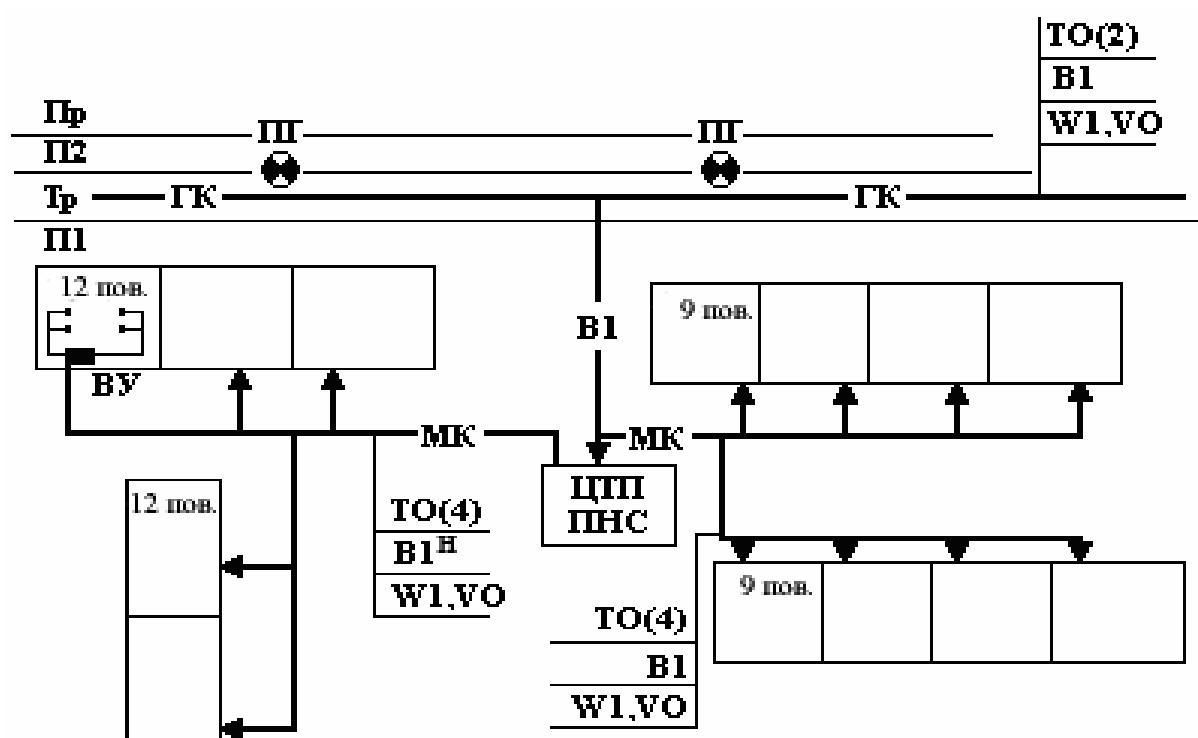 ТО(2)
В1
W1,VO
Пр
ПГ
ПГ
П2
Тр
ГК
ГК
П1
12 пов.
9 пов.
В1
ВУ
МК
МК
ЦТП
ПНС
12 пов.
ТО(4)
В1ᴴ
W1,VO
9 пов.
ТО(4)
В1
W1,VO